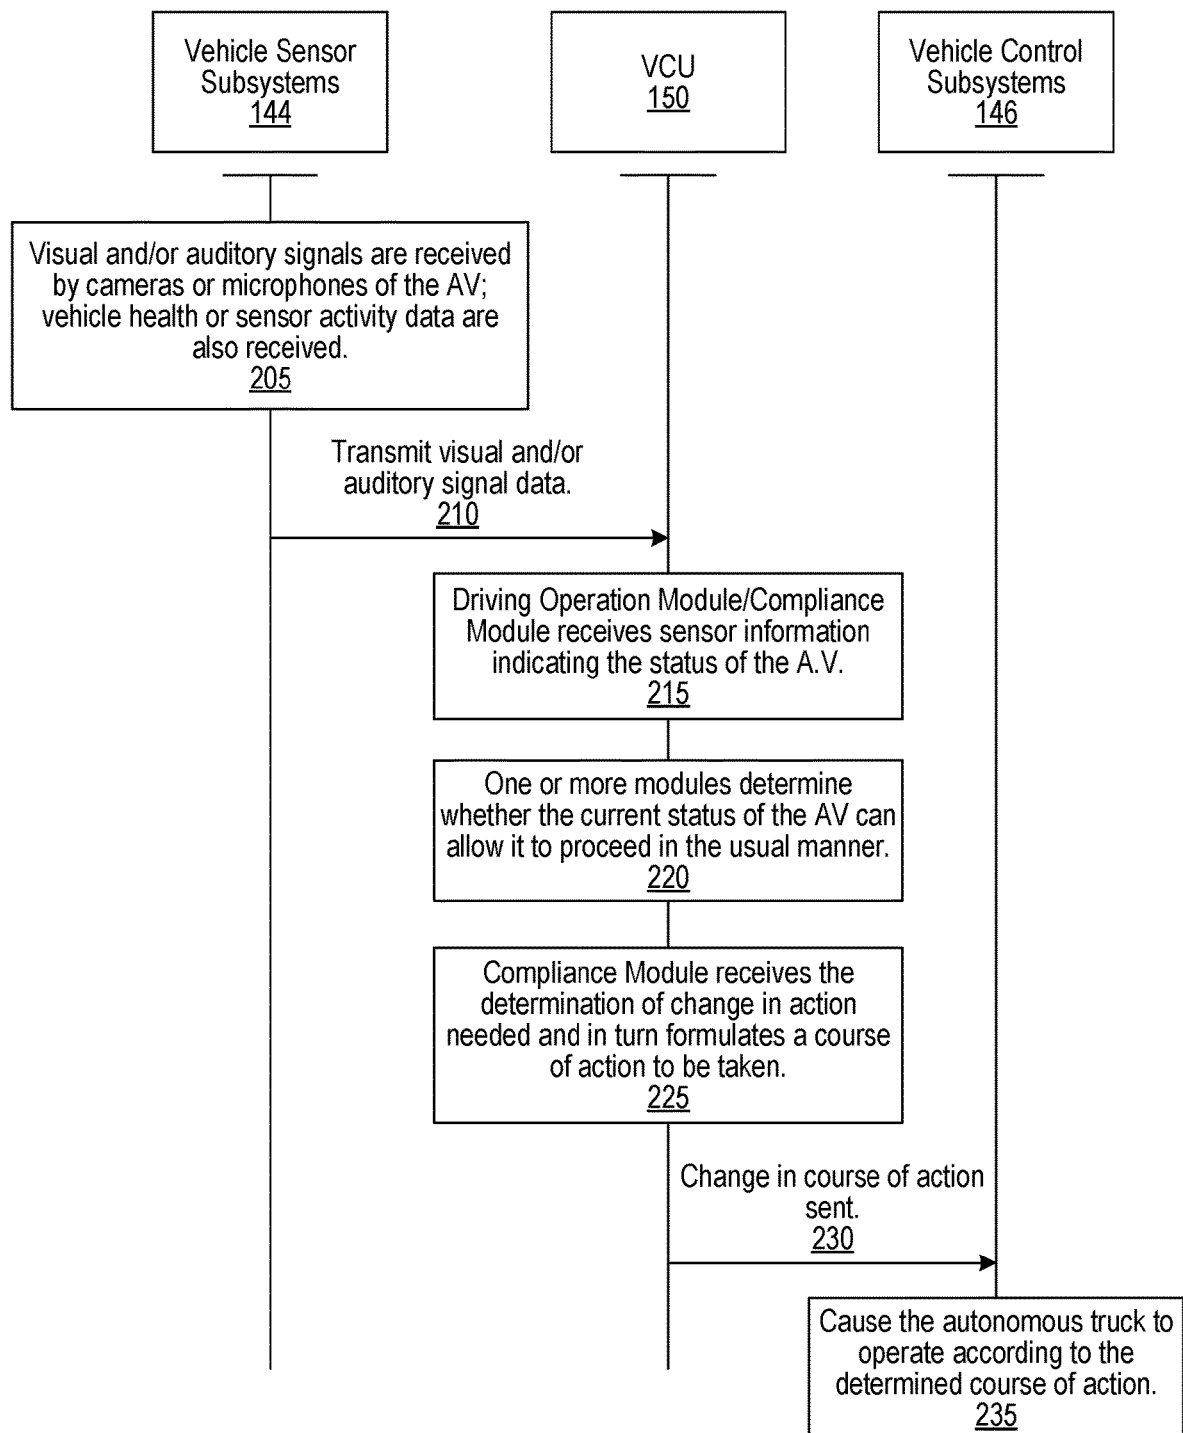 Vehicle Sensor
Subsystems
144
VCU
150
Vehicle Control
Subsystems
146
Visual and/or auditory signals are received
by cameras or microphones of the AV;
vehicle health or sensor activity data are
also received.
205
Transmit visual and/or
auditory signal data.
210
Driving Operation Module/Compliance
Module receives sensor information
indicating the status of the A.V.
215
One or more modules determine
whether the current status of the AV can
allow it to proceed in the usual manner.
220
Compliance Module receives the
determination of change in action
needed and in turn formulates a course
of action to be taken.
225
Change in course of action
sent.
230
Cause the autonomous truck to
operate according to the
determined course of action.
235